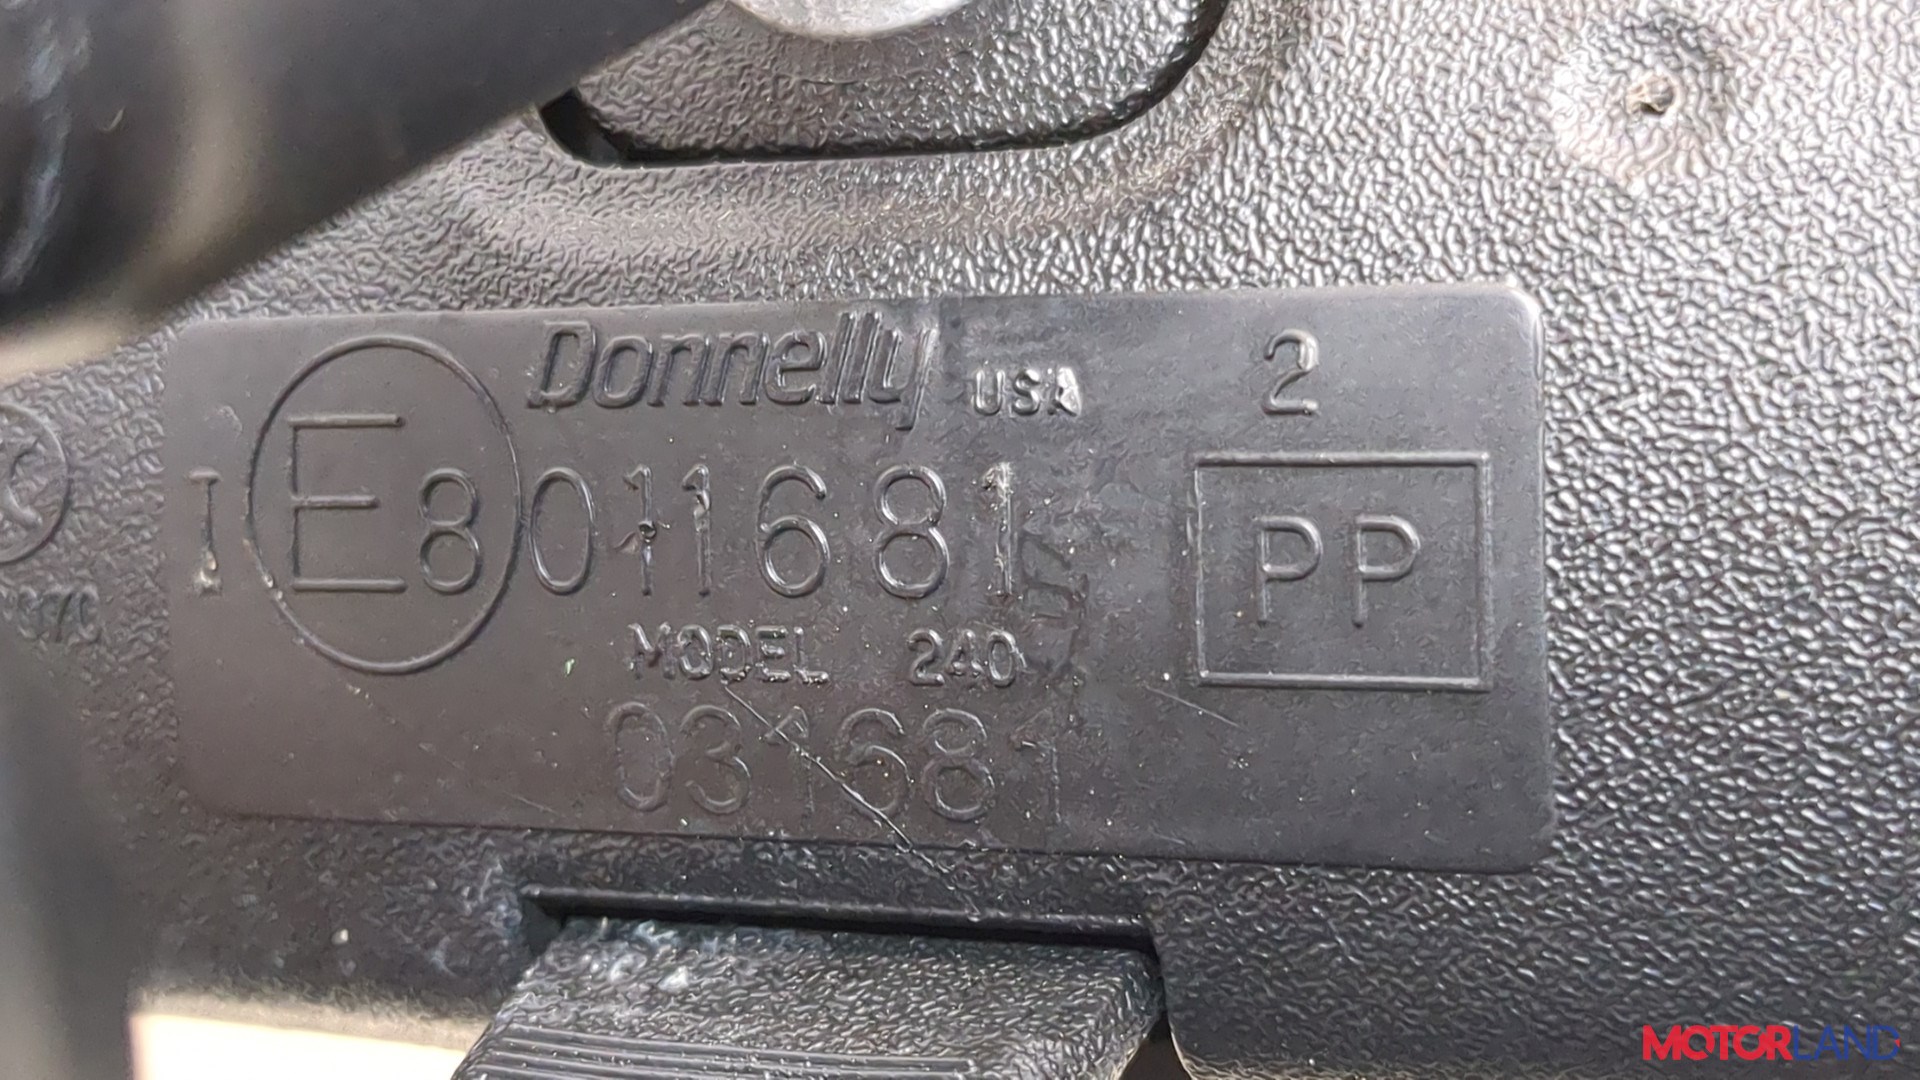 Donnelly USA 2
I E8 011681 PP
MODEL 240
031681
MOTORLAND